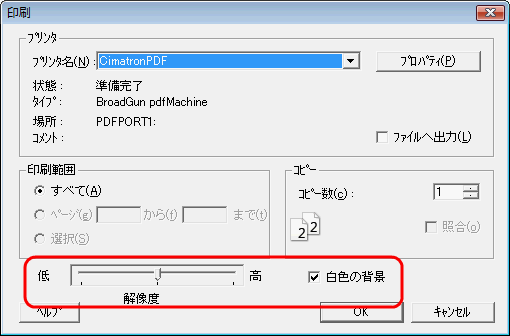 印刷
プリンタ
プリンタ名(N): CimatronPDF プロパティ(P)
状態: 準備完了
タイプ: BroadGun pdfMachine
場所: PDFPORT1:
コメント: ファイルへ出力(L)
印刷範囲
すべて(A)
ページ(g) から(f) まで(t)
選択(S)
コピー
コピー数(c): 1
1 1 2 2
照合(o)
低 高 白色の背景
解像度
ヘルプ OK キャンセル